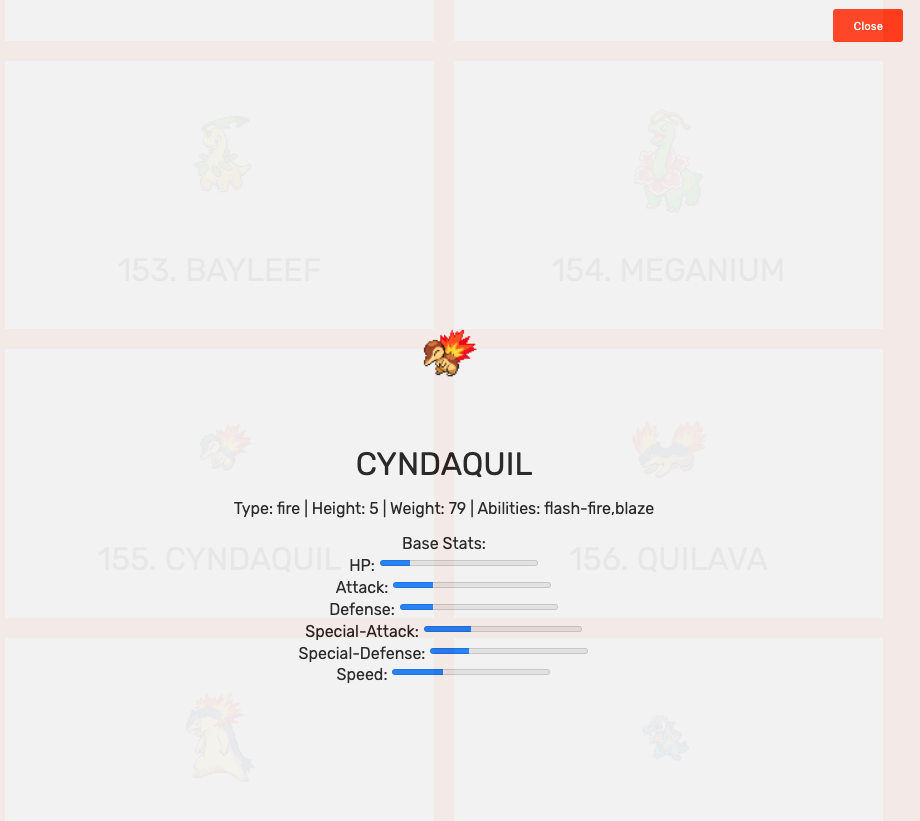 Close
153. BAYLEEF
154. MEGANIUM
CYNDAQUIL
Type: fire | Height: 5 | Weight: 79 | Abilities: flash-fire,blaze
Base Stats:
155. CYNDAQUIL
156. QUILAVA
HP:
Attack:
Defense:
Special-Attack:
Special-Defense:
Speed: